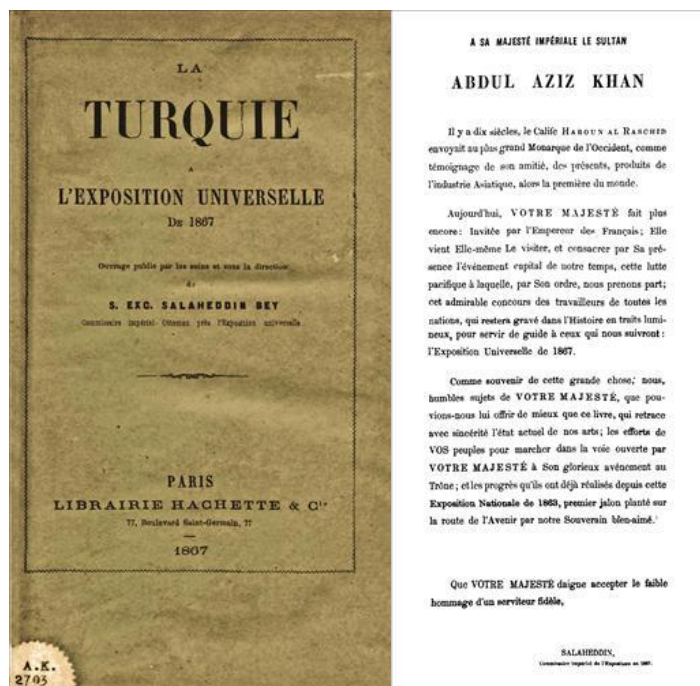 LA
TURQUIE
A
L'EXPOSITION UNIVERSELLE
DE 1867
Ouvrage publié par les soins et sous la direction
de
S. EXC. SALAHEDDIN BEY
Commissaire Impérial Ottoman près l'Exposition universelle
PARIS
LIBRAIRIE HACHETTE & Cie
77, Boulevard Saint-Germain, 77
1867
A.K.
2703
A SA MAJESTÉ IMPÉRIALE LE SULTAN
ABDUL AZIZ KHAN
Il y a dix siècles, le Calife HAROUN AL RASCHID
envoyait au plus grand Monarque de l'Occident, comme
témoignage de son amitié, des présents, produits de
l'industrie Asiatique, alors la première du monde.
Aujourd'hui, VOTRE MAJESTÉ fait plus
encore: Invitée par l'Empereur des Français; Elle
vient Elle-même Le visiter, et consacrer par Sa pré-
sence l'événement capital de notre temps, cette lutte
pacifique à laquelle, par Son ordre, nous prenons part;
cet admirable concours des travailleurs de toutes les
nations, qui restera gravé dans l'Histoire en traits lumi-
neux, pour servir de guide à ceux qui nous suivront:
l'Exposition Universelle de 1867.
Comme souvenir de cette grande chose, nous,
humbles sujets de VOTRE MAJESTÉ, que pou-
vions-nous lui offrir de mieux que ce livre, qui retrace
avec sincérité l'état actuel de nos arts; les efforts de
VOS peuples pour marcher dans la voie ouverte par
VOTRE MAJESTÉ à Son glorieux avénement au
Trône; et les progrès qu'ils ont déjà réalisés depuis cette
Exposition Nationale de 1863, premier jalon planté sur
la route de l'Avenir par notre Souverain bien-aimé.
Que VOTRE MAJESTÉ daigne accepter le faible
hommage d'un serviteur fidèle,
SALAHEDDIN,
Commissaire impérial de l'Exposition en 1867.